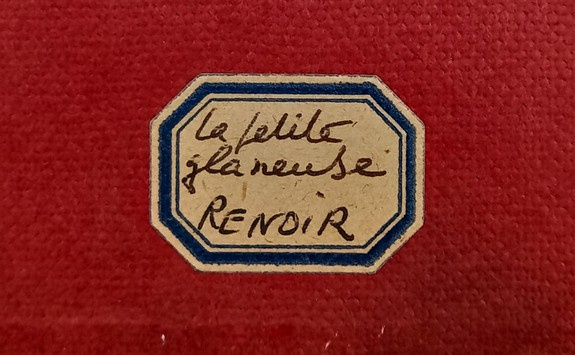 La petite
glaneuse
RENOIR